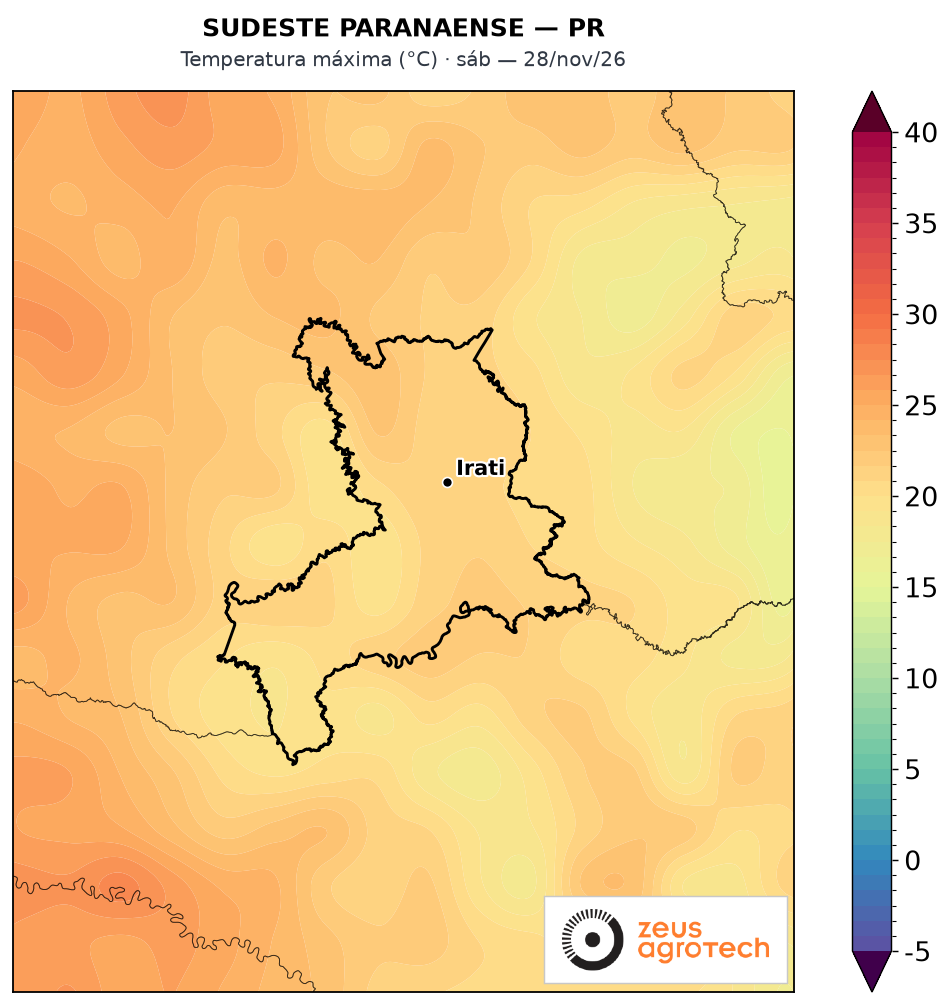 SUDESTE PARANAENSE — PR
Temperatura máxima (°C) · sáb — 28/nov/26
40
35
30
25
20
15
10
5
0
-5
Irati
zeus
agrotech